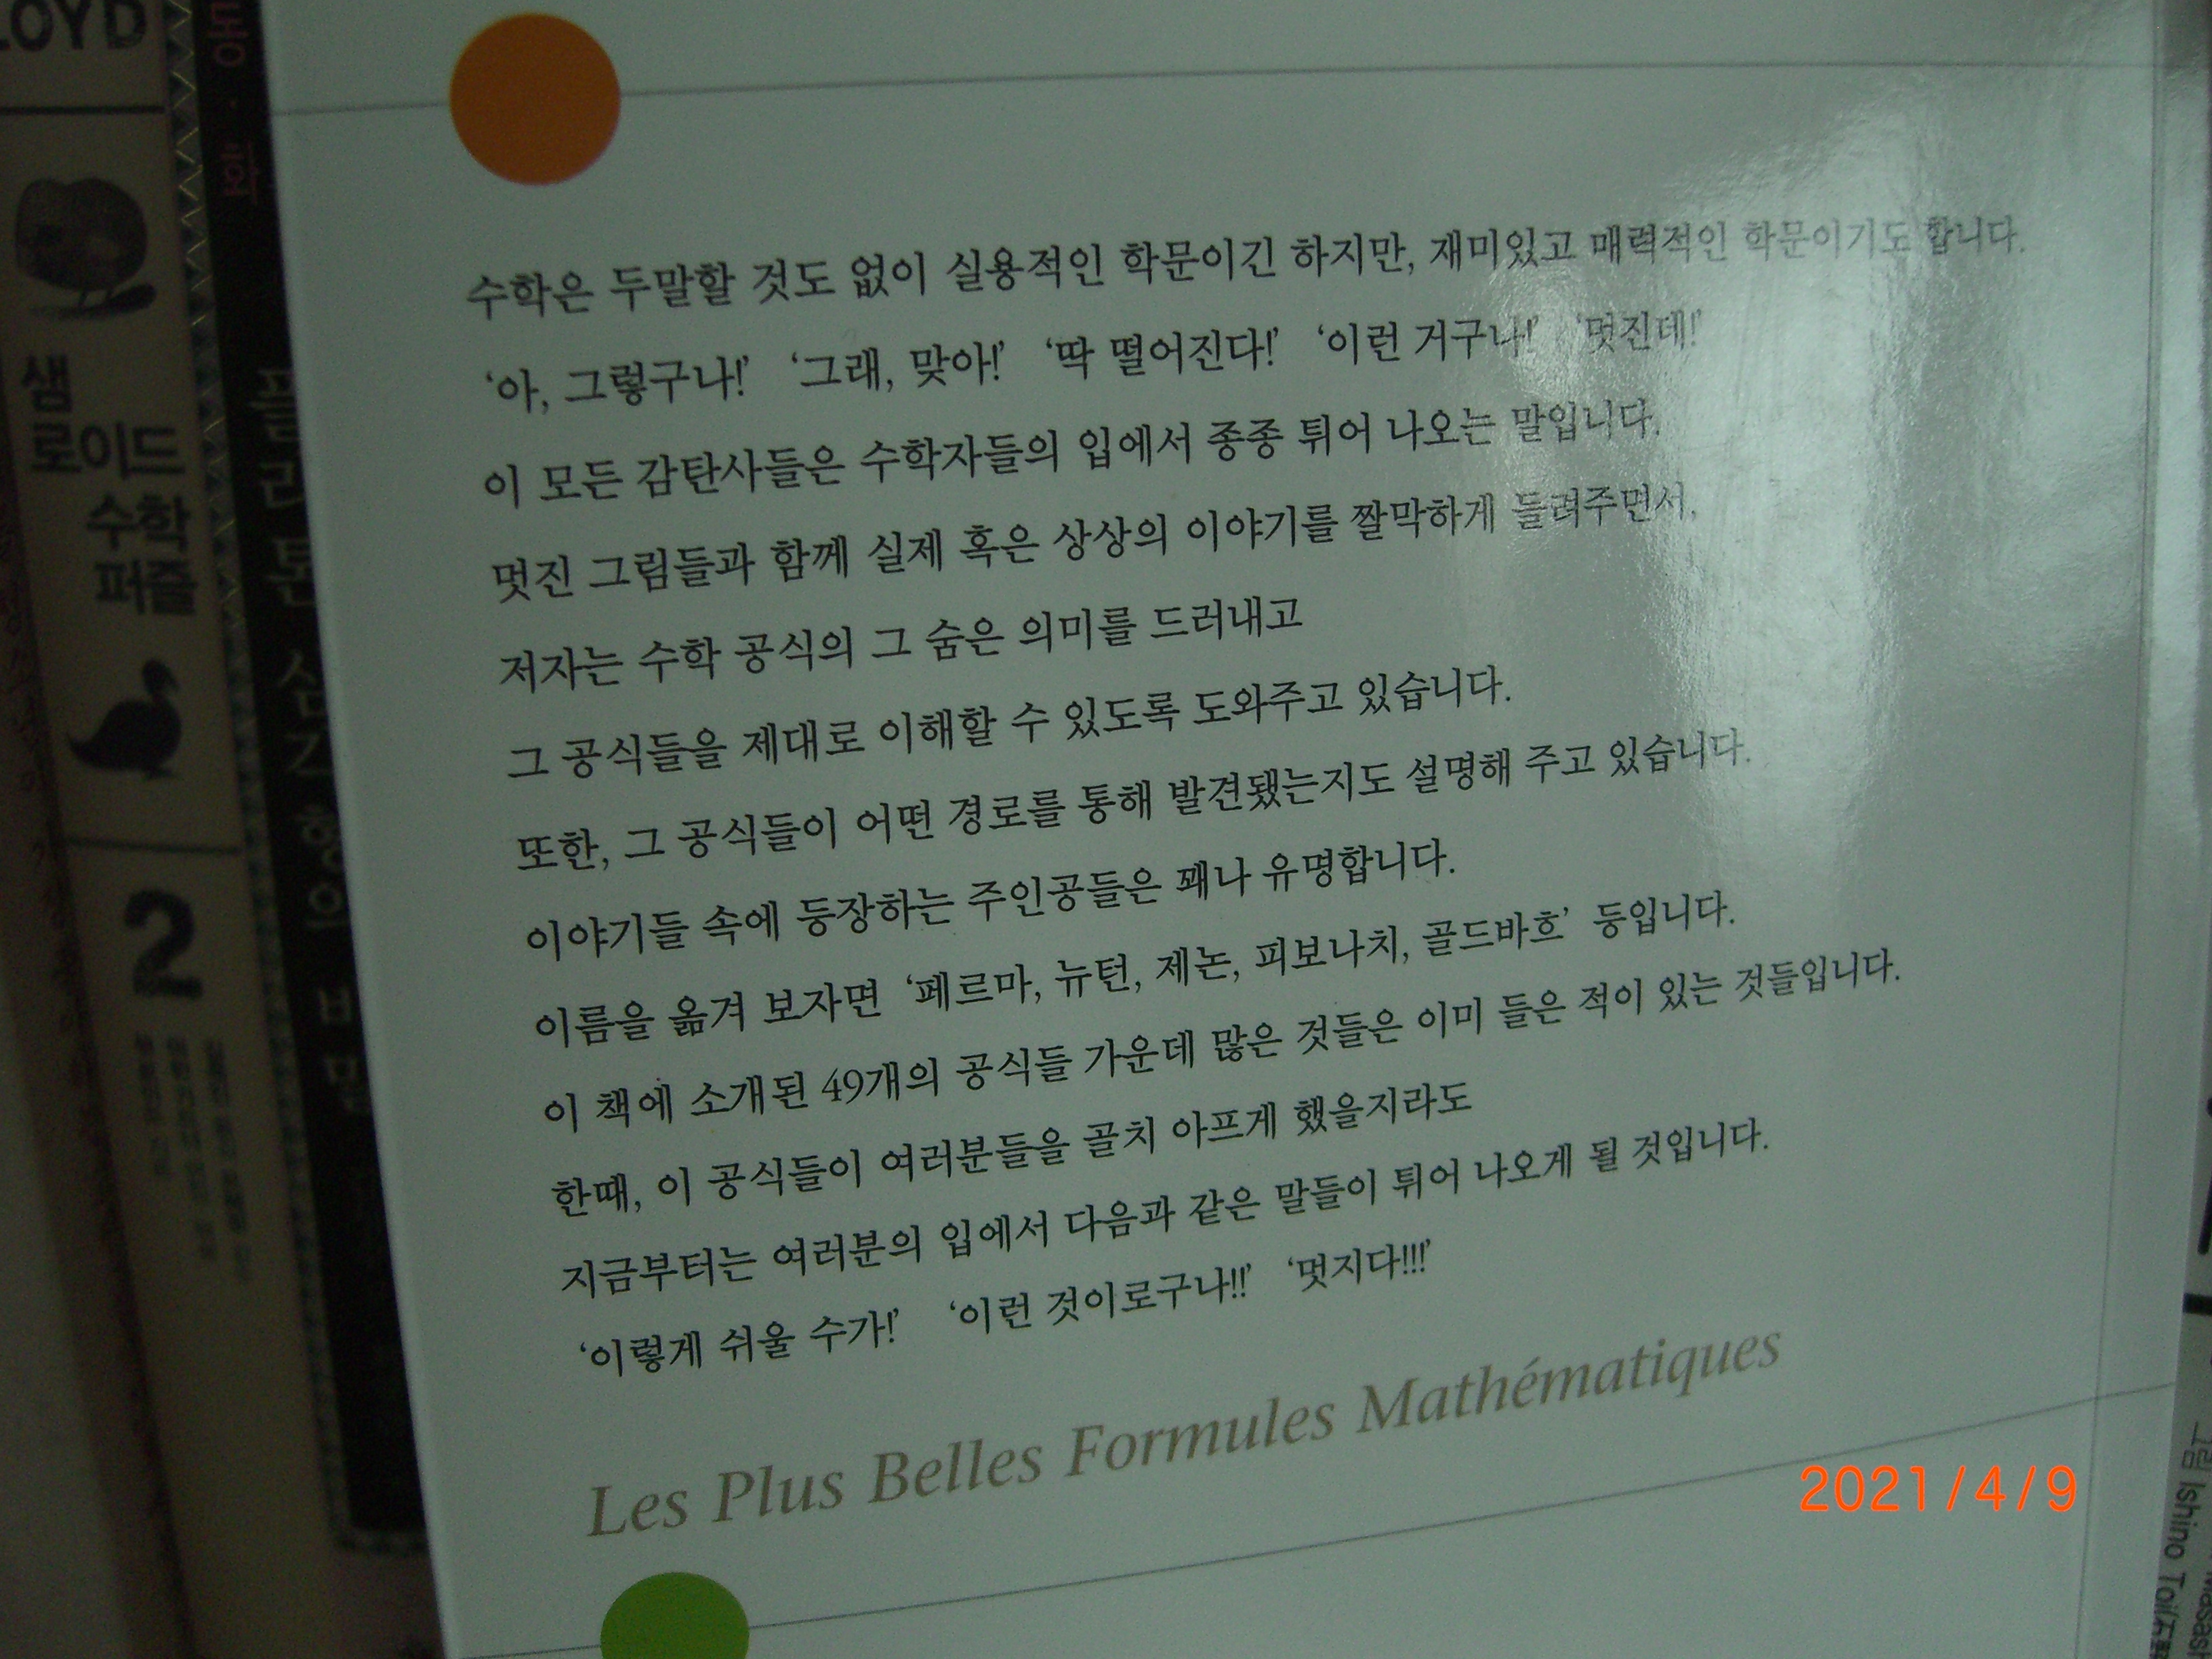 LOYD
샘
로이드
수학
퍼즐
2
수학은 두말할 것도 없이 실용적인 학문이긴 하지만, 재미있고 매력적인 학문이기도 합니다.
‘아, 그렇구나!’ ‘그래, 맞아!’ ‘딱 떨어진다!’ ‘이런 거구나!’ ‘멋진데!’
이 모든 감탄사들은 수학자들의 입에서 종종 튀어 나오는 말입니다.
멋진 그림들과 함께 실제 혹은 상상의 이야기를 짤막하게 들려주면서,
저자는 수학 공식의 그 숨은 의미를 드러내고
그 공식들을 제대로 이해할 수 있도록 도와주고 있습니다.
또한, 그 공식들이 어떤 경로를 통해 발견됐는지도 설명해 주고 있습니다.
이야기들 속에 등장하는 주인공들은 꽤나 유명합니다.
이름을 옮겨 보자면 ‘페르마, 뉴턴, 제논, 피보나치, 골드바흐’ 등입니다.
이 책에 소개된 49개의 공식들 가운데 많은 것들은 이미 들은 적이 있는 것들입니다.
한때, 이 공식들이 여러분들을 골치 아프게 했을지라도
지금부터는 여러분의 입에서 다음과 같은 말들이 튀어 나오게 될 것입니다.
‘이렇게 쉬울 수가!’ ‘이런 것이로구나!!’ ‘멋지다!!!’
Les Plus Belles Formules Mathématiques
2021/4/9
그림 Ishino Toi